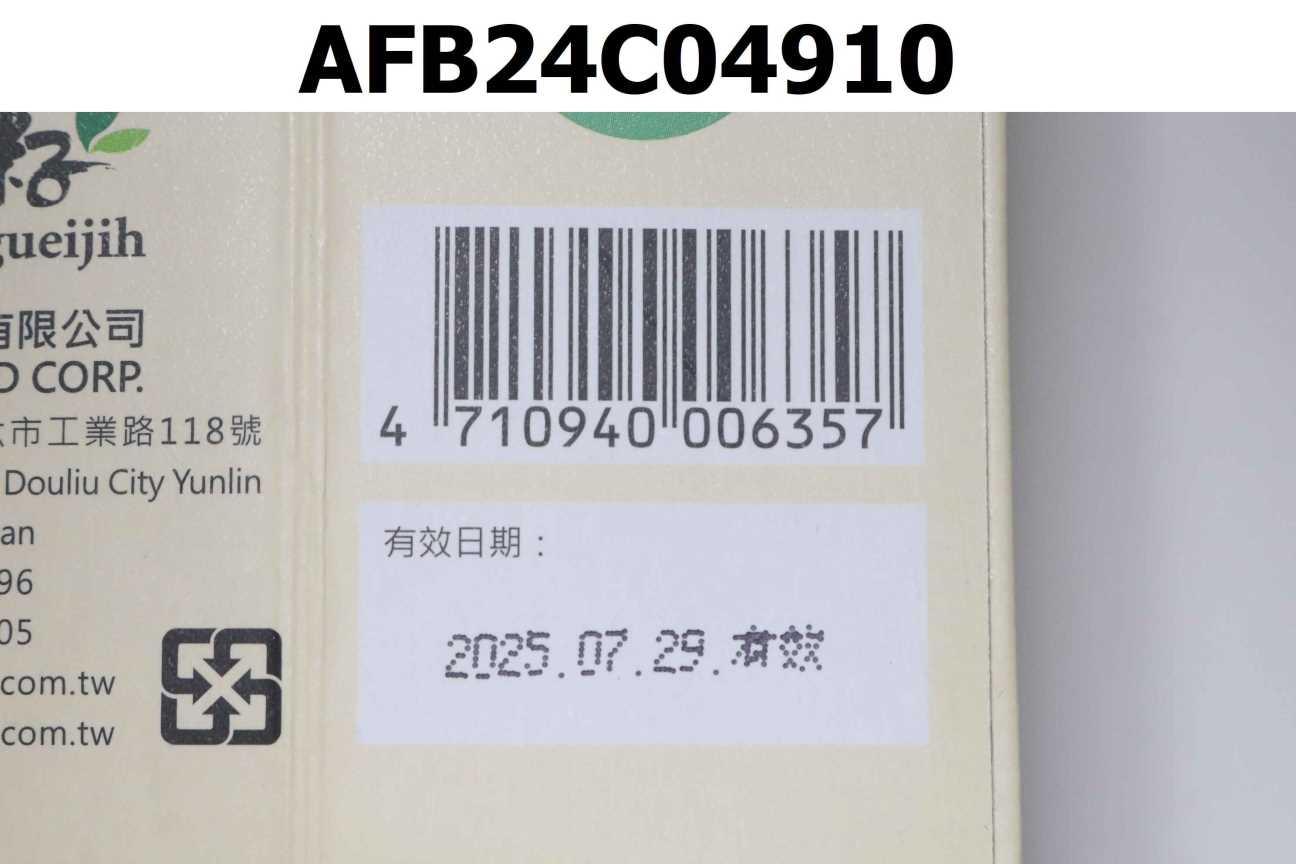 AFB24C04910
gueijih
有限公司
D CORP.
市工業路118號
Douliu City Yunlin
an
96
05
com.tw
com.tw
4 710940 006357
有效日期：
2025.07.29.有效